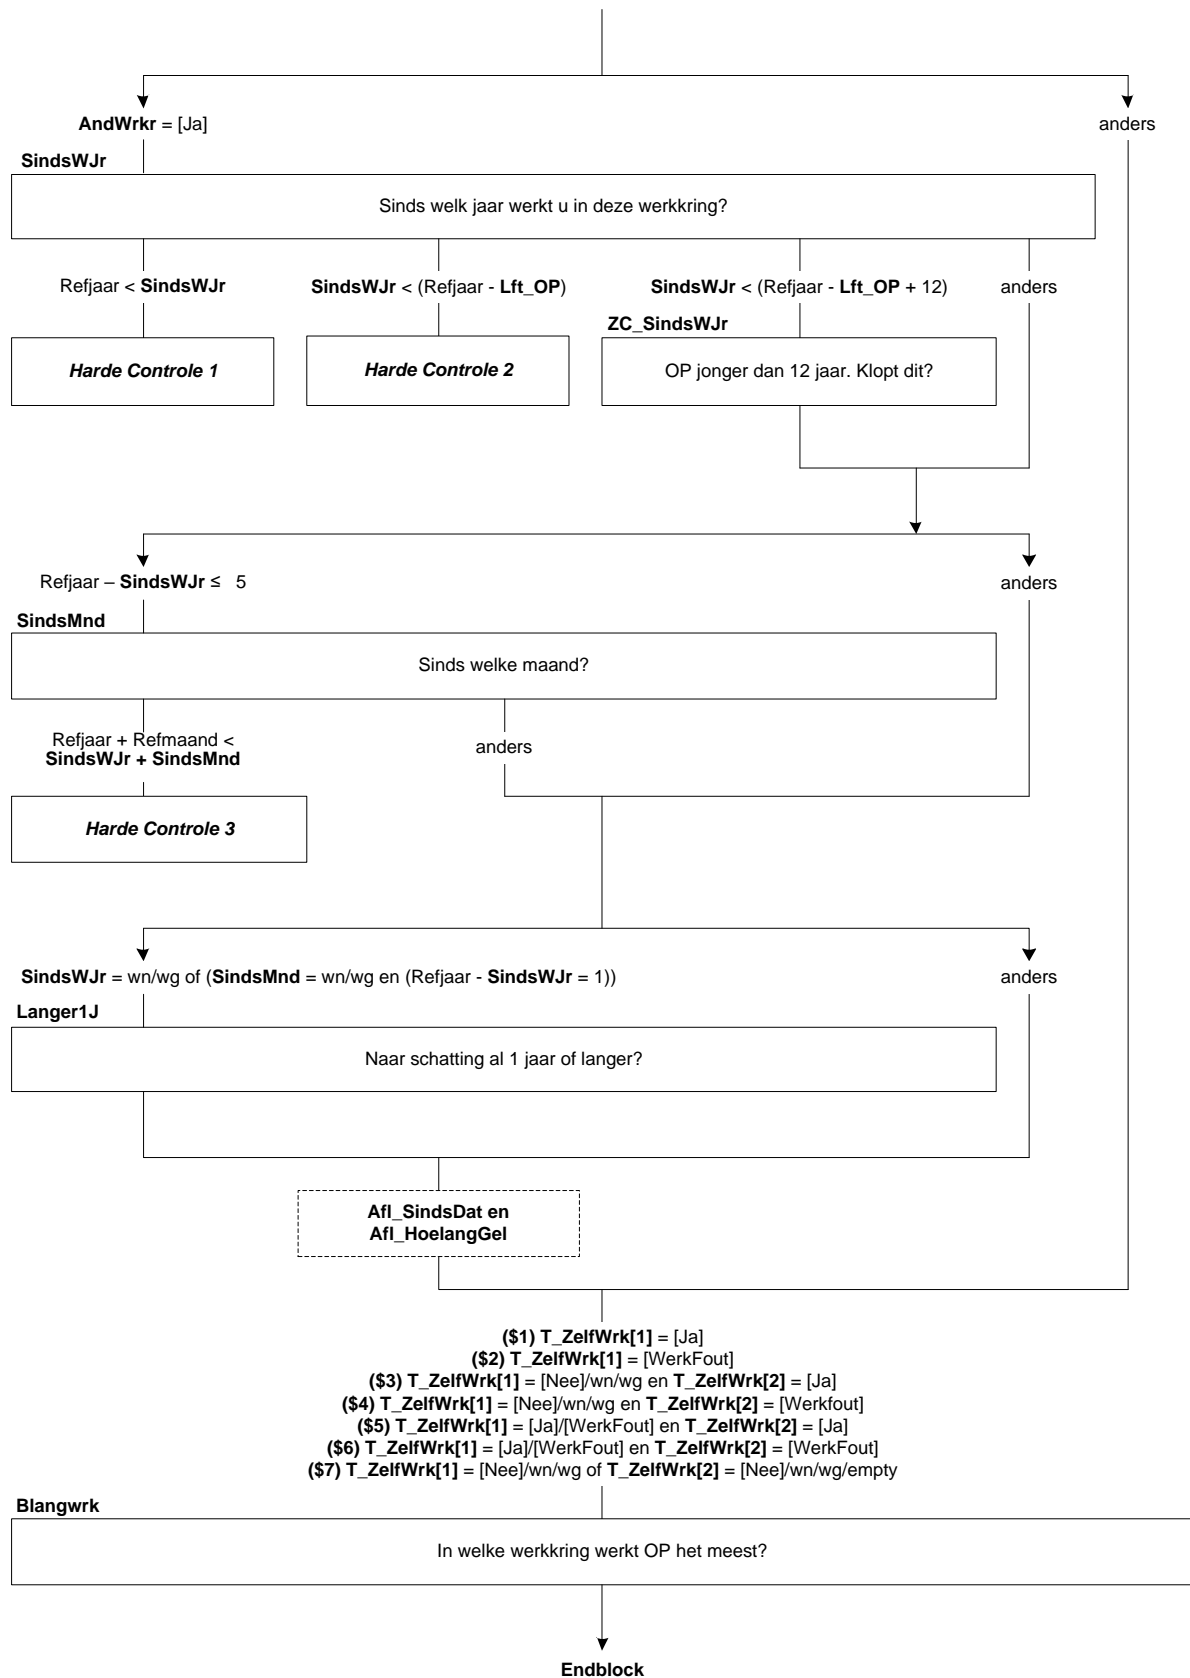 AndWrkr = [Ja]
anders
SindsWJr
Sinds welk jaar werkt u in deze werkkring?
Refjaar < SindsWJr
SindsWJr < (Refjaar - Lft_OP)
SindsWJr < (Refjaar - Lft_OP + 12)
anders
ZC_SindsWJr
Harde Controle 1
Harde Controle 2
OP jonger dan 12 jaar. Klopt dit?
Refjaar – SindsWJr ≤ 5
anders
SindsMnd
Sinds welke maand?
Refjaar + Refmaand <
SindsWJr + SindsMnd
anders
Harde Controle 3
SindsWJr = wn/wg of (SindsMnd = wn/wg en (Refjaar - SindsWJr = 1))
anders
Langer1J
Naar schatting al 1 jaar of langer?
Afl_SindsDat en
Afl_HoelangGel
($1) T_ZelfWrk[1] = [Ja]
($2) T_ZelfWrk[1] = [WerkFout]
($3) T_ZelfWrk[1] = [Nee]/wn/wg en T_ZelfWrk[2] = [Ja]
($4) T_ZelfWrk[1] = [Nee]/wn/wg en T_ZelfWrk[2] = [Werkfout]
($5) T_ZelfWrk[1] = [Ja]/[WerkFout] en T_ZelfWrk[2] = [Ja]
($6) T_ZelfWrk[1] = [Ja]/[WerkFout] en T_ZelfWrk[2] = [WerkFout]
($7) T_ZelfWrk[1] = [Nee]/wn/wg of T_ZelfWrk[2] = [Nee]/wn/wg/empty
Blangwrk
In welke werkkring werkt OP het meest?
Endblock